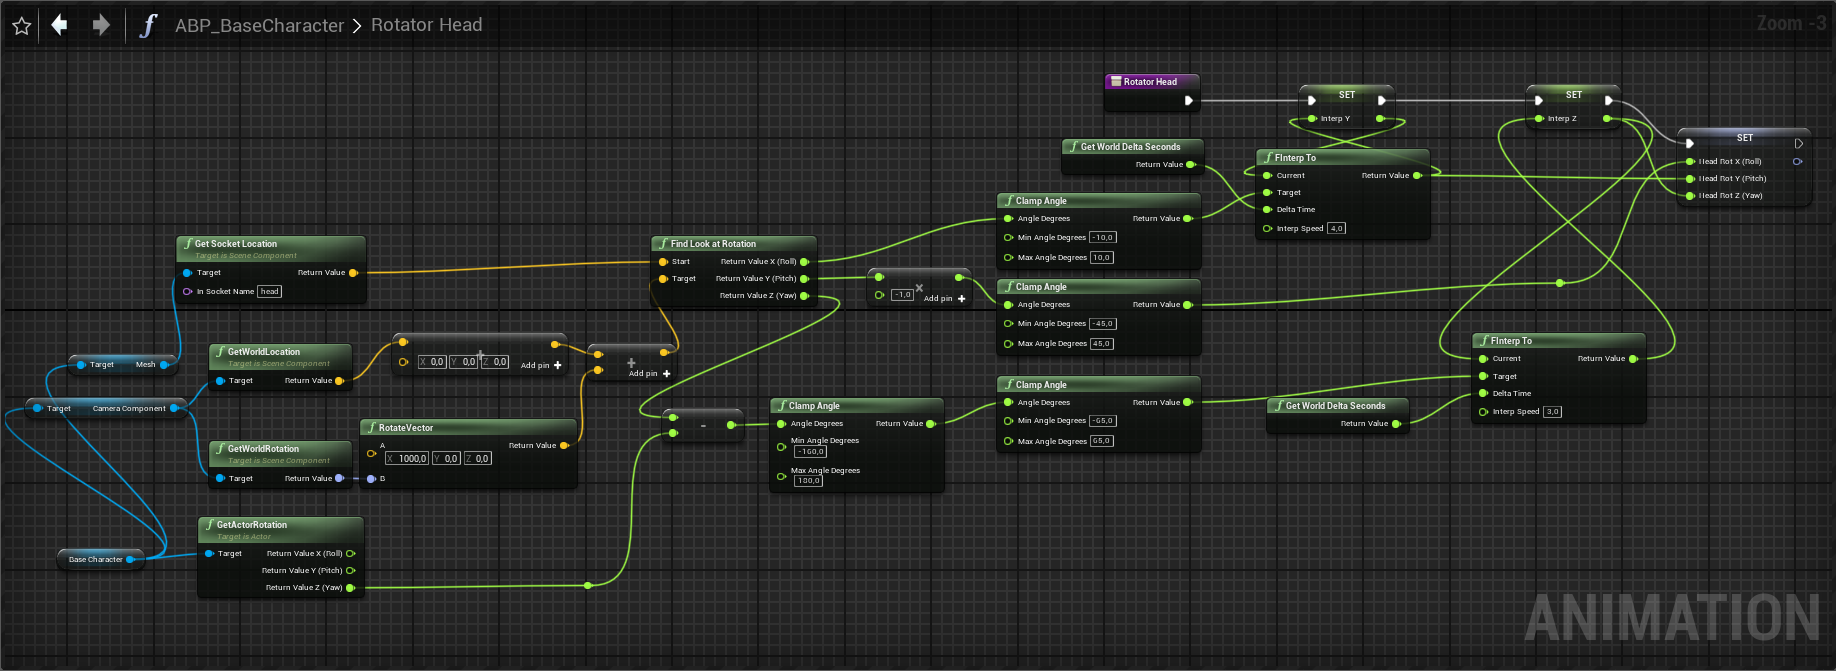 ABP_BaseCharacter > Rotator Head
Zoom -3
Rotator Head
SET
Interp Y
SET
Interp Z
SET
Head Rot X (Roll)
Head Rot Y (Pitch)
Head Rot Z (Yaw)
Get World Delta Seconds
Return Value
FInterp To
Current Return Value
Target
Delta Time
Interp Speed 4,0
Clamp Angle
Angle Degrees Return Value
Min Angle Degrees -10,0
Max Angle Degrees 10,0
Get Socket Location
Target is Scene Component
Target Return Value
In Socket Name head
Find Look at Rotation
Start Return Value X (Roll)
Target Return Value Y (Pitch)
Return Value Z (Yaw)
-1,0
Add pin
Clamp Angle
Angle Degrees Return Value
Min Angle Degrees -45,0
Max Angle Degrees 45,0
Target Mesh
GetWorldLocation
Target is Scene Component
Target Return Value
X 0,0 Y 0,0 Z 0,0
Add pin
Add pin
FInterp To
Current Return Value
Target
Delta Time
Interp Speed 3,0
Target Camera Component
GetWorldRotation
Target is Scene Component
Target Return Value
RotateVector
A Return Value
X 1000,0 Y 0,0 Z 0,0
B
-
Clamp Angle
Angle Degrees Return Value
Min Angle Degrees
-160,0
Max Angle Degrees
Clamp Angle
Angle Degrees Return Value
Min Angle Degrees -65,0
Max Angle Degrees 65,0
Get World Delta Seconds
Return Value
Base Character
GetActorRotation
Target is Actor
Target Return Value X (Roll)
Return Value Y (Pitch)
Return Value Z (Yaw)
ANIMATION